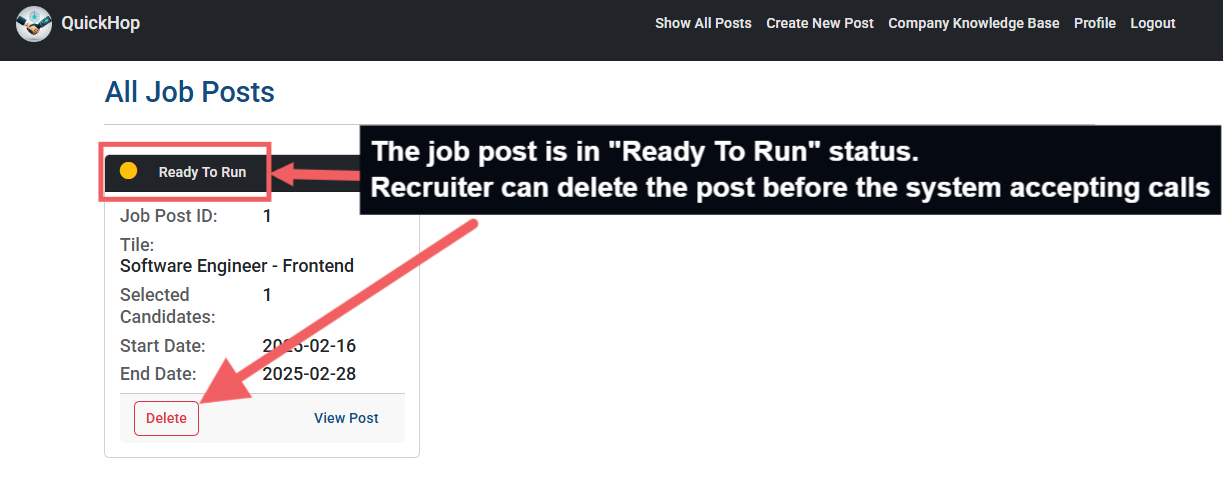 QuickHop
Show All Posts Create New Post Company Knowledge Base Profile Logout
All Job Posts
Ready To Run
The job post is in "Ready To Run" status.
Recruiter can delete the post before the system accepting calls
Job Post ID: 1
Tile:
Software Engineer - Frontend
Selected 1
Candidates:
Start Date: 2025-02-16
End Date: 2025-02-28
Delete View Post